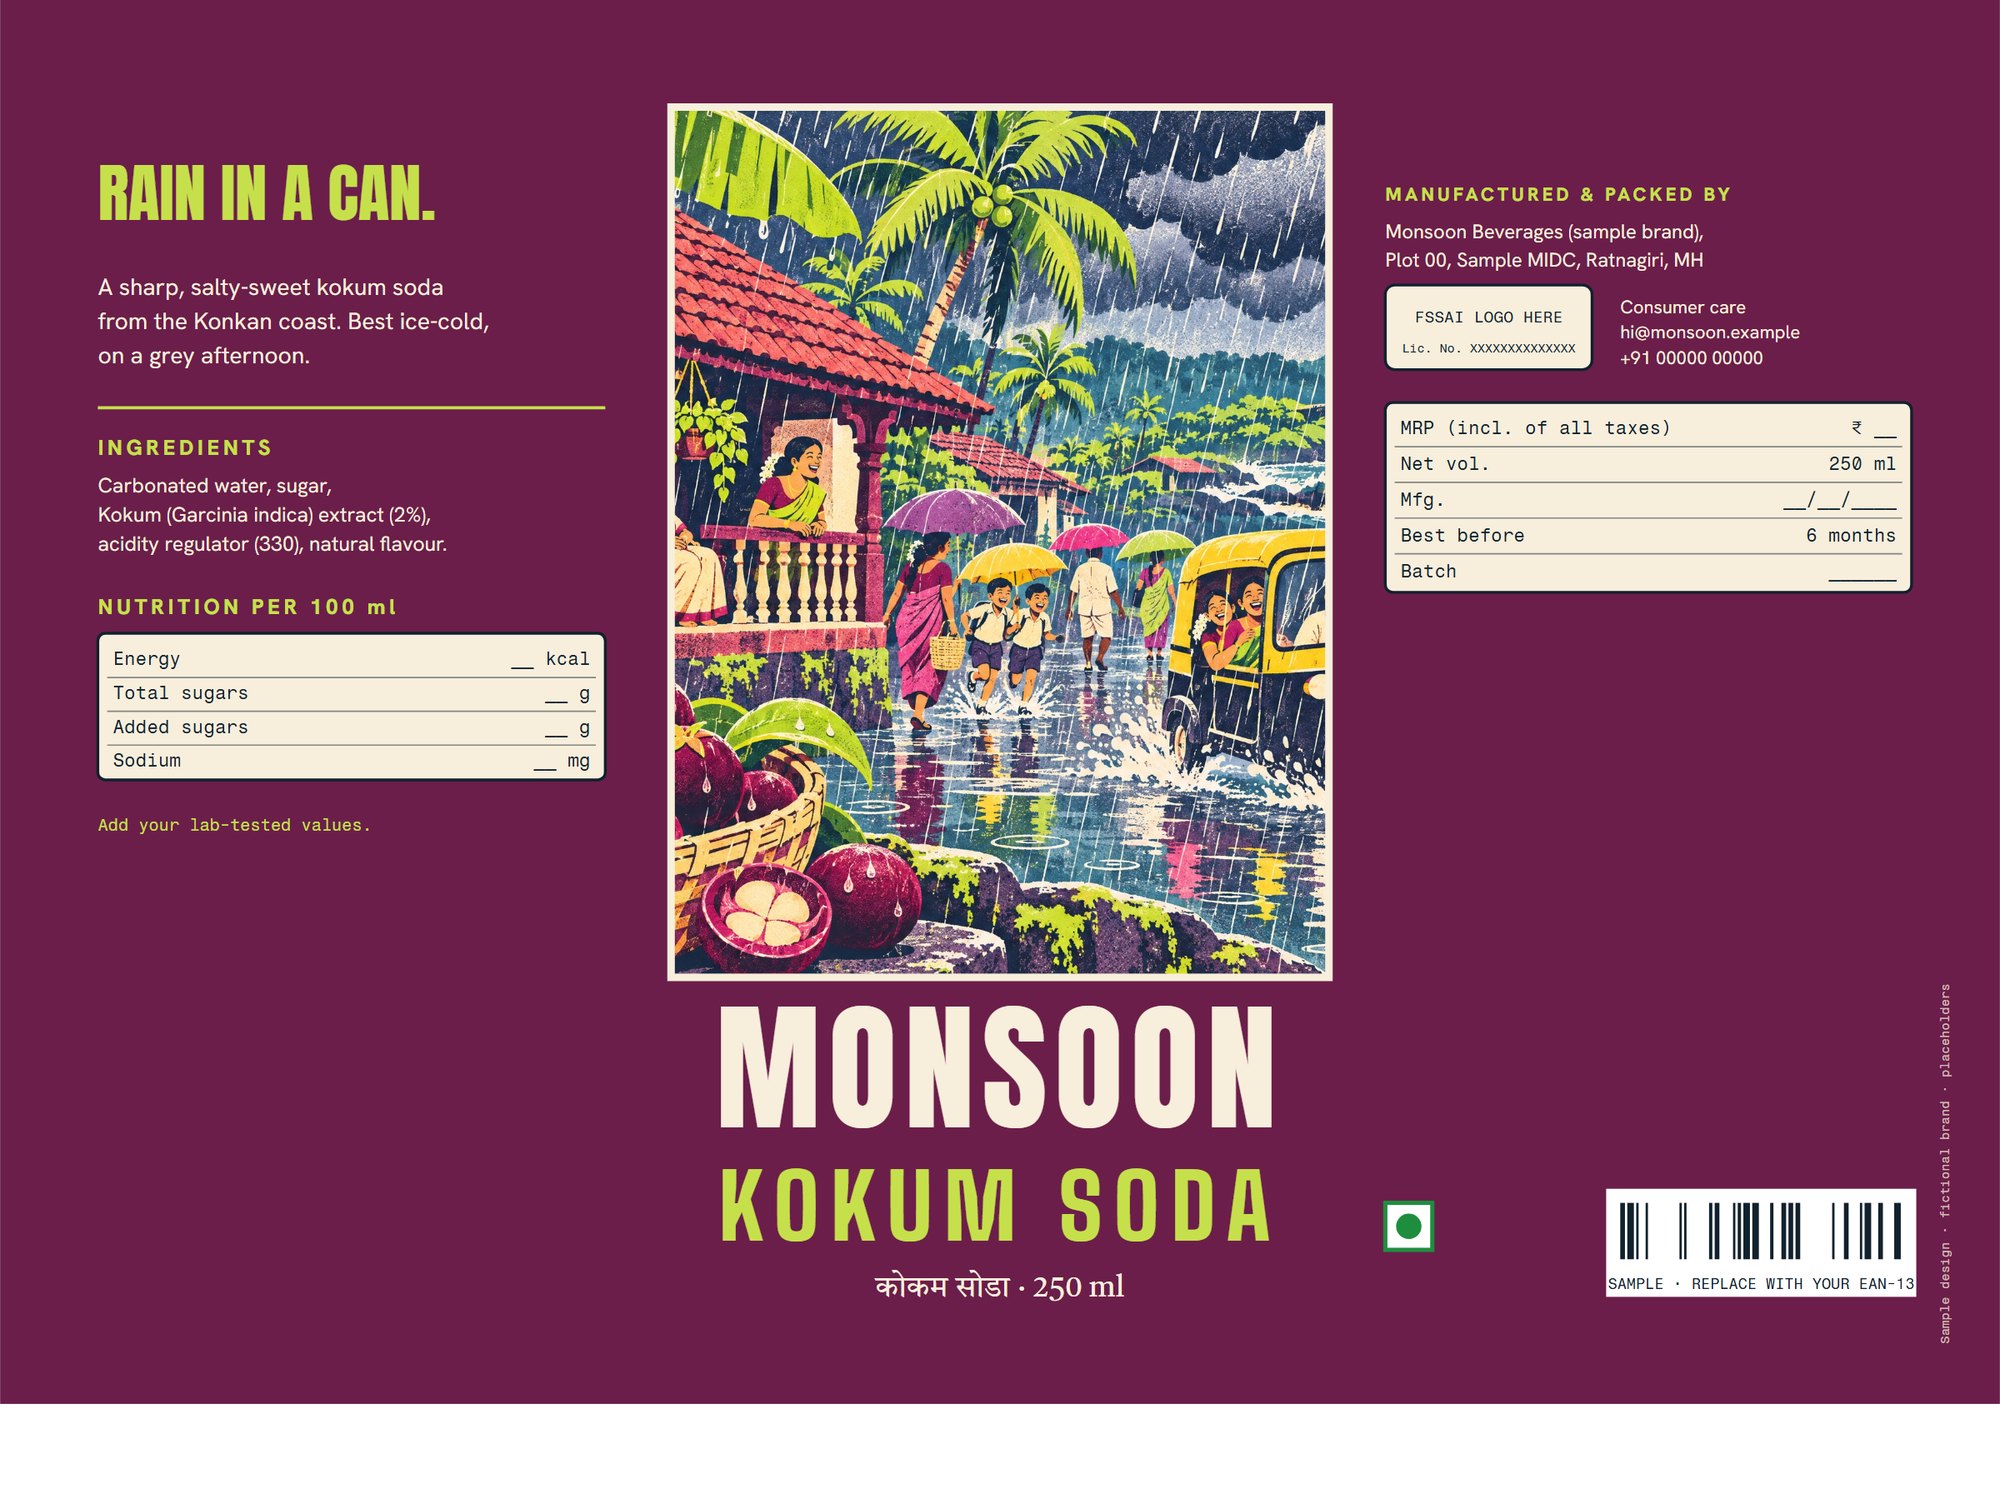 RAIN IN A CAN.
A sharp, salty-sweet kokum soda
from the Konkan coast. Best ice-cold,
on a grey afternoon.
INGREDIENTS
Carbonated water, sugar,
Kokum (Garcinia indica) extract (2%),
acidity regulator (330), natural flavour.
NUTRITION PER 100 ml
Energy __ kcal
Total sugars __ g
Added sugars __ g
Sodium __ mg
Add your lab-tested values.
MONSOON
KOKUM SODA
कोकम सोडा · 250 ml
MANUFACTURED & PACKED BY
Monsoon Beverages (sample brand),
Plot 00, Sample MIDC, Ratnagiri, MH
FSSAI LOGO HERE
Lic. No. XXXXXXXXXXXXXX
Consumer care
hi@monsoon.example
+91 00000 00000
MRP (incl. of all taxes) ₹ __
Net vol. 250 ml
Mfg. __/__/____
Best before 6 months
Batch ______
SAMPLE · REPLACE WITH YOUR EAN-13
Sample design · fictional brand · placeholders